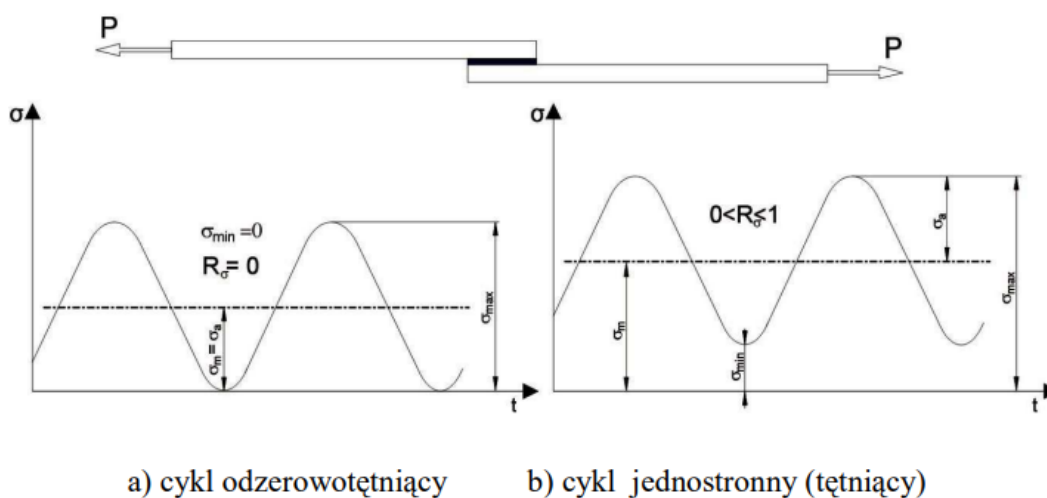 P
P
σ
σ
σmin =0
Rσ= 0
0<Rσ<1
σa
σm = σa
σmax
σm
σmin
σmax
t
t
a) cykl odzerowotętniący b) cykl jednostronny (tętniący)